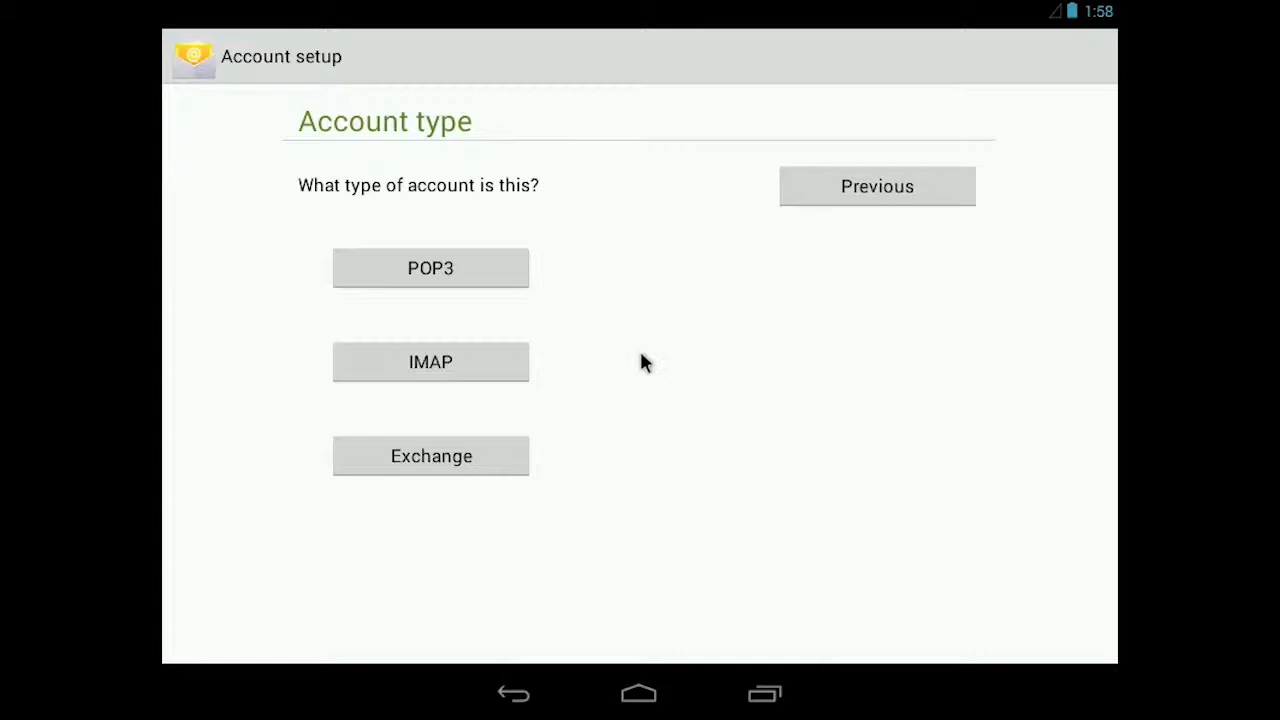 1:58
Account setup
Account type
What type of account is this?
Previous
POP3
IMAP
Exchange